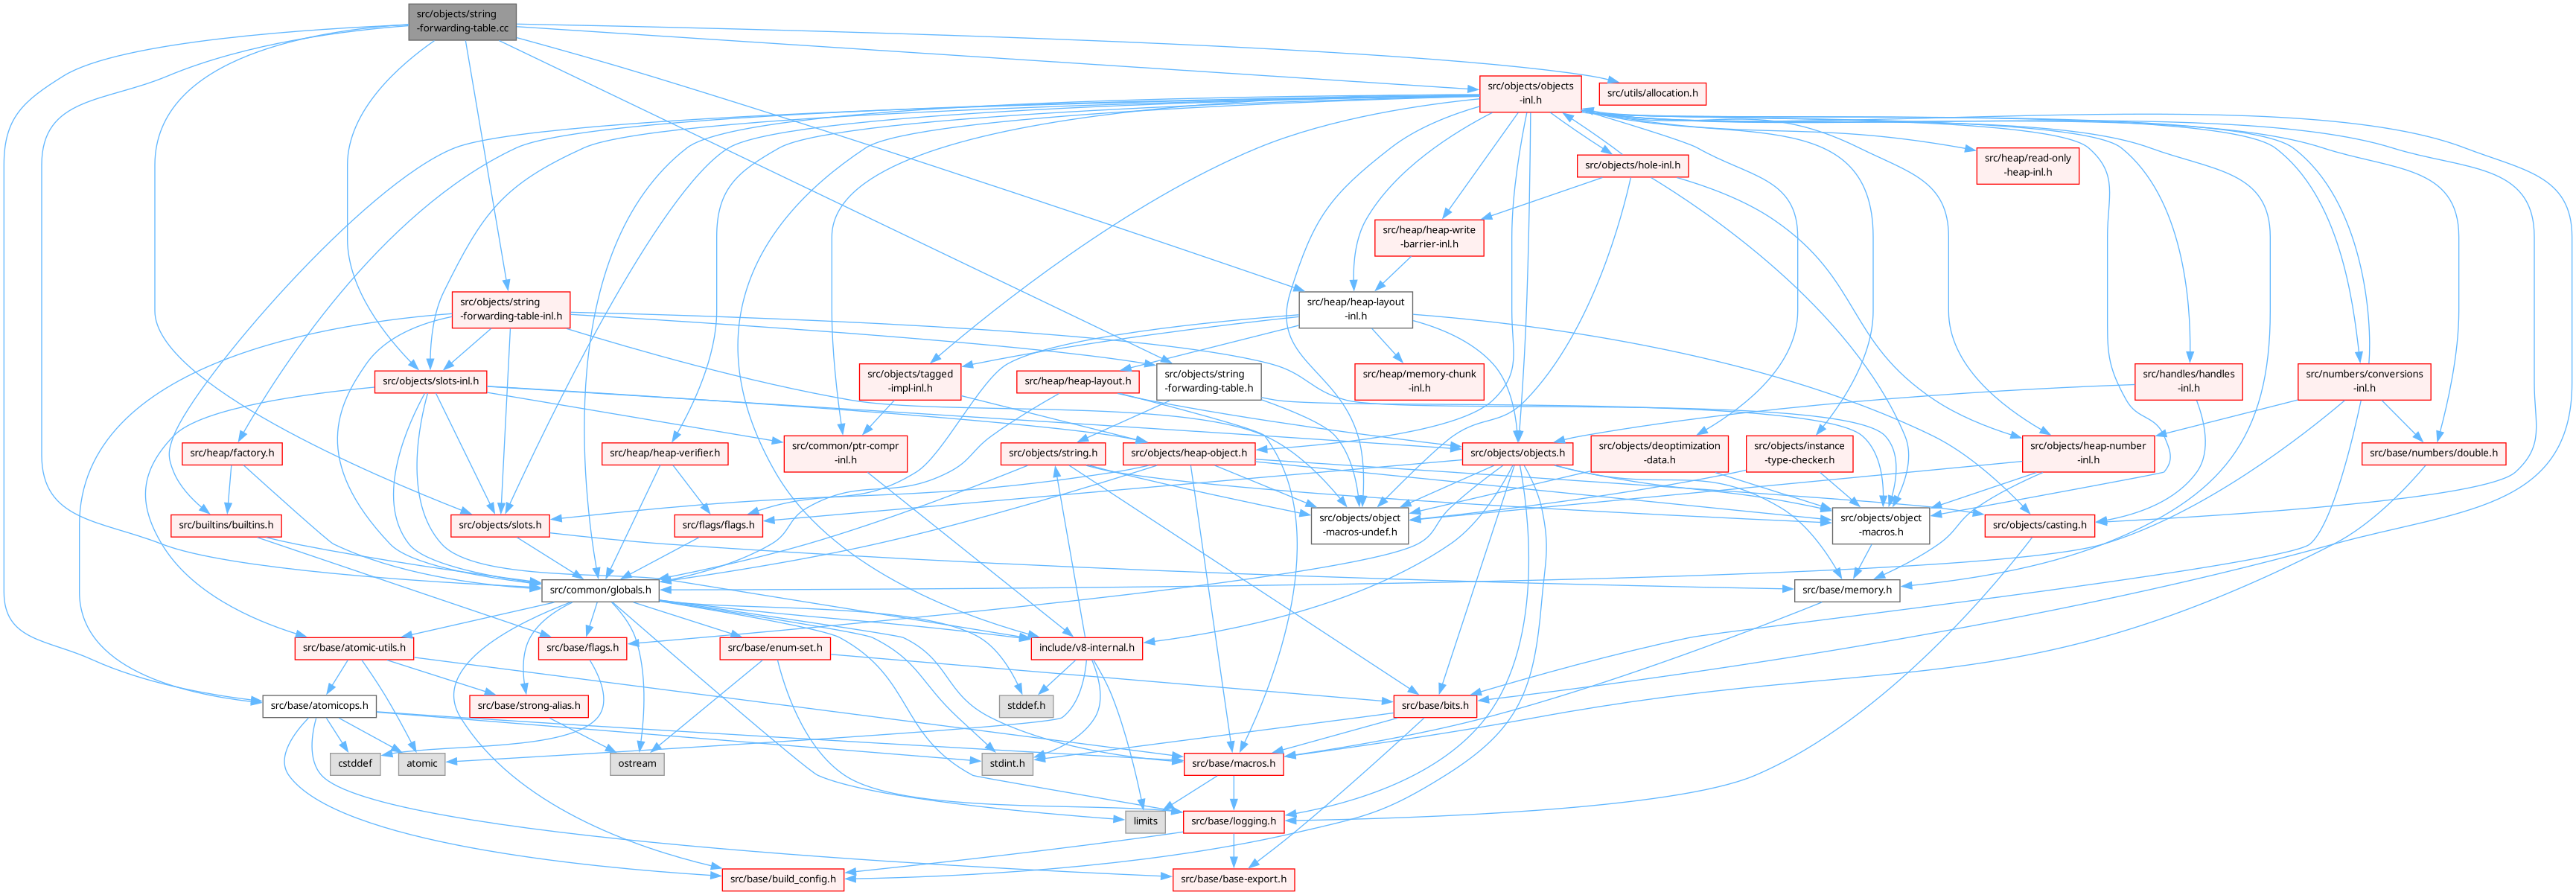 src/objects/string
-forwarding-table.cc
src/objects/objects
-inl.h
src/utils/allocation.h
src/objects/hole-inl.h
src/heap/read-only
-heap-inl.h
src/heap/heap-write
-barrier-inl.h
src/objects/string
-forwarding-table-inl.h
src/heap/heap-layout
-inl.h
src/objects/slots-inl.h
src/objects/tagged
-impl-inl.h
src/heap/heap-layout.h
src/objects/string
-forwarding-table.h
src/heap/memory-chunk
-inl.h
src/handles/handles
-inl.h
src/numbers/conversions
-inl.h
src/heap/factory.h
src/heap/heap-verifier.h
src/common/ptr-compr
-inl.h
src/objects/string.h
src/objects/heap-object.h
src/objects/objects.h
src/objects/deoptimization
-data.h
src/objects/instance
-type-checker.h
src/objects/heap-number
-inl.h
src/base/numbers/double.h
src/builtins/builtins.h
src/objects/slots.h
src/flags/flags.h
src/objects/object
-macros-undef.h
src/objects/object
-macros.h
src/objects/casting.h
src/common/globals.h
src/base/memory.h
src/base/atomic-utils.h
src/base/flags.h
src/base/enum-set.h
include/v8-internal.h
src/base/atomicops.h
src/base/strong-alias.h
stddef.h
src/base/bits.h
cstddef
atomic
ostream
stdint.h
src/base/macros.h
limits
src/base/logging.h
src/base/build_config.h
src/base/base-export.h